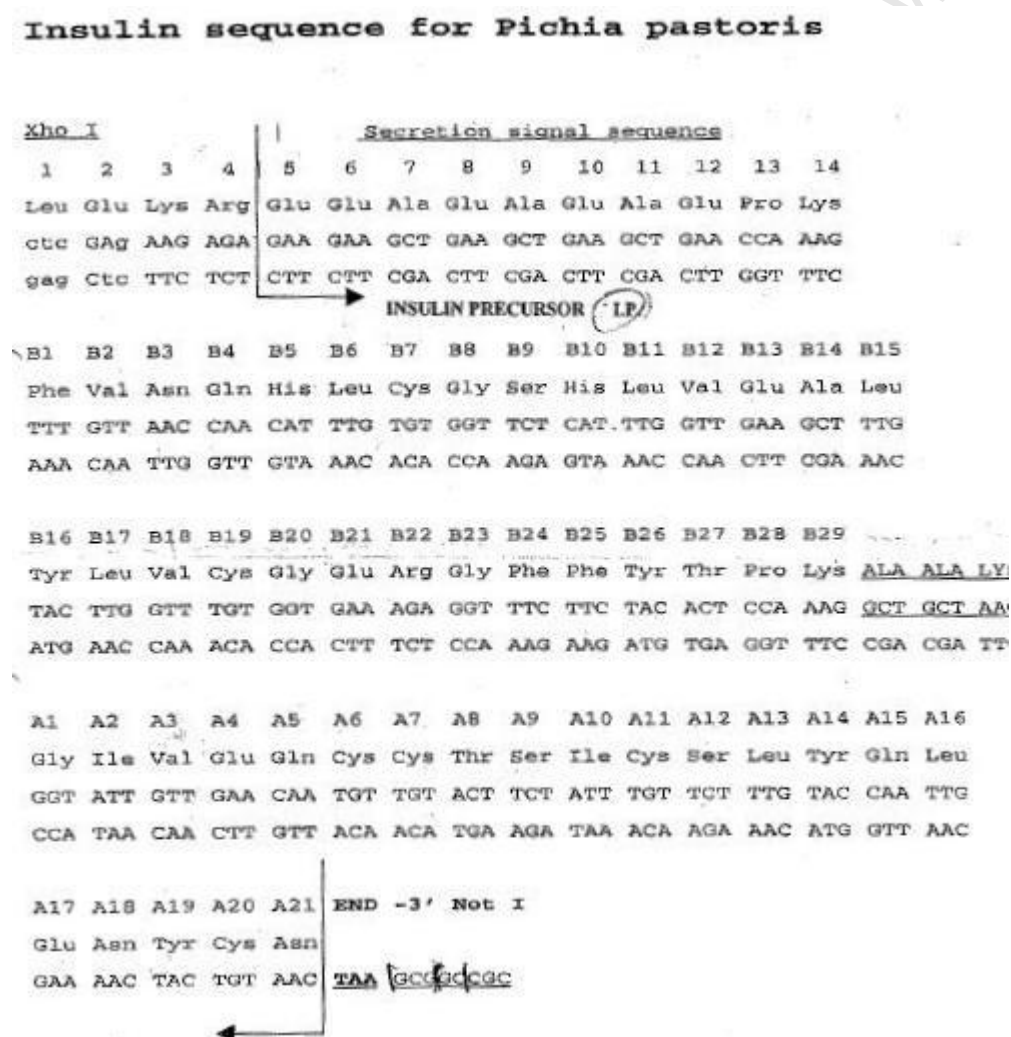 Insulin sequence for Pichia pastoris
Xho I Secretion signal sequence
1 2 3 4 5 6 7 8 9 10 11 12 13 14
Leu Glu Lys Arg Glu Glu Ala Glu Ala Glu Ala Glu Pro Lys
ctc GAg AAG AGA GAA GAA GCT GAA GCT GAA GCT GAA CCA AAG
gag Ctc TTC TCT CTT CTT CGA CTT CGA CTT CGA CTT GGT TTC
INSULIN PRECURSOR (I.P)
B1 B2 B3 B4 B5 B6 B7 B8 B9 B10 B11 B12 B13 B14 B15
Phe Val Asn Gln His Leu Cys Gly Ser His Leu Val Glu Ala Leu
TTT GTT AAC CAA CAT TTG TGT GGT TCT CAT TTG GTT GAA GCT TTG
AAA CAA TTG GTT GTA AAC ACA CCA AGA GTA AAC CAA CTT CGA AAC
B16 B17 B18 B19 B20 B21 B22 B23 B24 B25 B26 B27 B28 B29
Tyr Leu Val Cys Gly Glu Arg Gly Phe Phe Tyr Thr Pro Lys ALA ALA
TAC TTG GTT TGT GGT GAA AGA GGT TTC TTC TAC ACT CCA AAG GCT GCT
ATG AAC CAA ACA CCA CTT TCT CCA AAG AAG ATG TGA GGT TTC CGA CGA
A1 A2 A3 A4 A5 A6 A7 A8 A9 A10 A11 A12 A13 A14 A15 A16
Gly Ile Val Glu Gln Cys Cys Thr Ser Ile Cys Ser Leu Tyr Gln Leu
GGT ATT GTT GAA CAA TGT TGT ACT TCT ATT TGT TCT TTG TAC CAA TTG
CCA TAA CAA CTT GTT ACA ACA TGA AGA TAA ACA AGA AAC ATG GTT AAC
A17 A18 A19 A20 A21 END -3' Not I
Glu Asn Tyr Cys Asn
GAA AAC TAC TGT AAC TAA GCGGCCGC